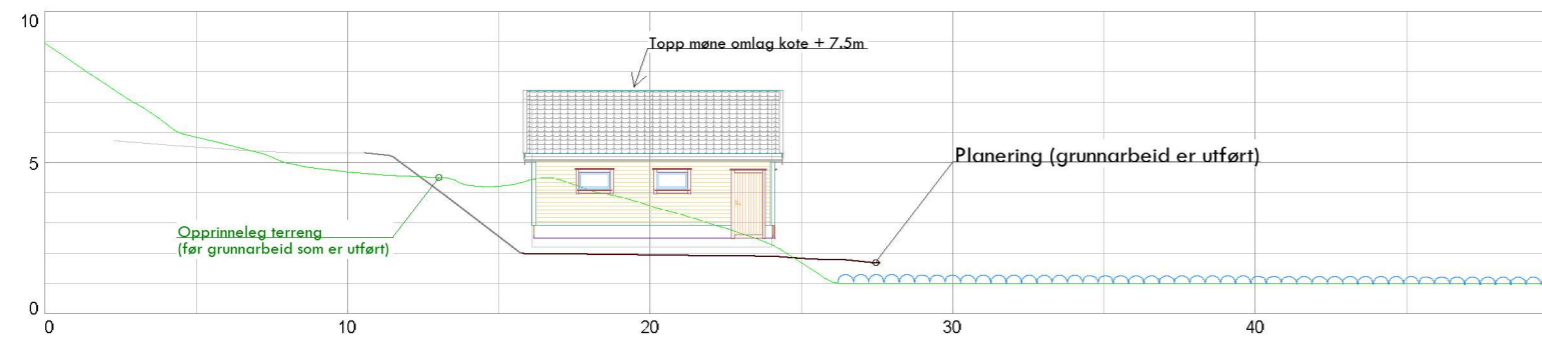 10
Topp møne omlag kote + 7.5m
Planering (grunnarbeid er utført)
5
Opprinneleg terreng
(før grunnarbeid som er utført)
0
0 10 20 30 40